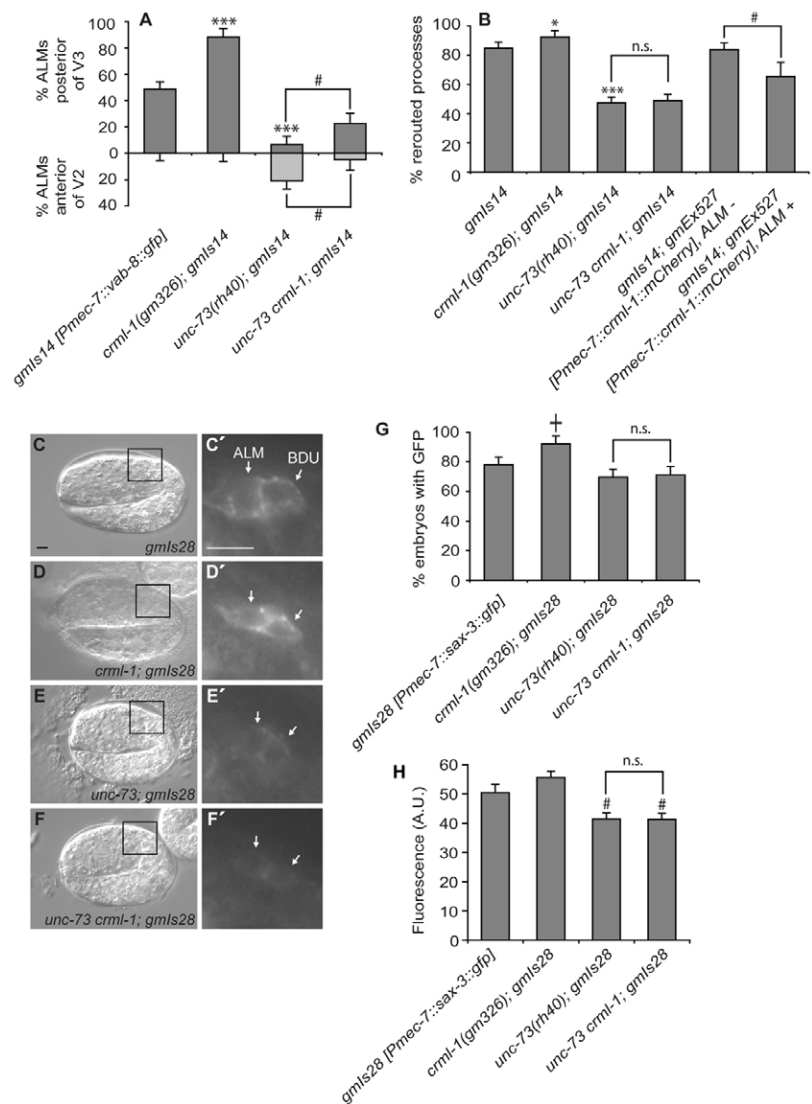 A
% ALMs posterior
of V3
100
80
60
40
20
0
% ALMs
anterior
of V2
20
40
***
***
#
#
gmIs14 [Pmec-7::vab-8::gfp]
crml-1(gm326); gmIs14
unc-73(rh40); gmIs14
unc-73 crml-1; gmIs14
B
% rerouted processes
100
80
60
40
20
0
*
***
n.s.
#
gmIs14
crml-1(gm326); gmIs14
unc-73(rh40); gmIs14
unc-73 crml-1; gmIs14
gmIs14; gmEx527
[Pmec-7::crml-1::mCherry], ALM -
gmIs14; gmEx527
[Pmec-7::crml-1::mCherry], ALM +
C
gmIs28
C′
ALM
BDU
D
crml-1; gmIs28
D′
E
unc-73; gmIs28
E′
F
unc-73 crml-1; gmIs28
F′
G
% embryos with GFP
100
80
60
40
20
0
n.s.
gmIs28 [Pmec-7::sax-3::gfp]
crml-1(gm326); gmIs28
unc-73(rh40); gmIs28
unc-73 crml-1; gmIs28
H
Fluorescence (A.U.)
60
50
40
30
20
10
0
n.s.
#
#
gmIs28 [Pmec-7::sax-3::gfp]
crml-1(gm326); gmIs28
unc-73(rh40); gmIs28
unc-73 crml-1; gmIs28